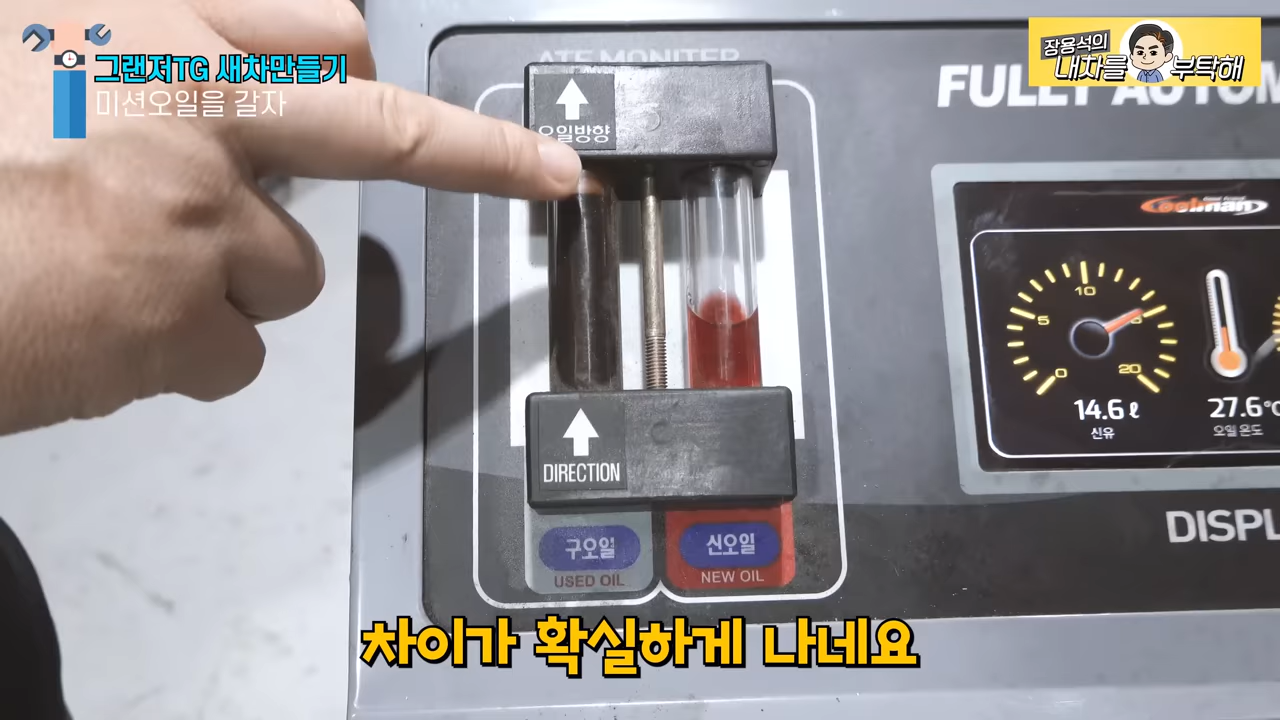 그랜저TG 새차만들기
미션오일을 갈자
장용석의
내차를 부탁해
ATF MONITER
FULLY AUTOM
오일방향
Coolman
10
5
0
20
14.6 ℓ
신유
27.6°C
오일 온도
DIRECTION
구오일
USED OIL
신오일
NEW OIL
DISPL
차이가 확실하게 나네요